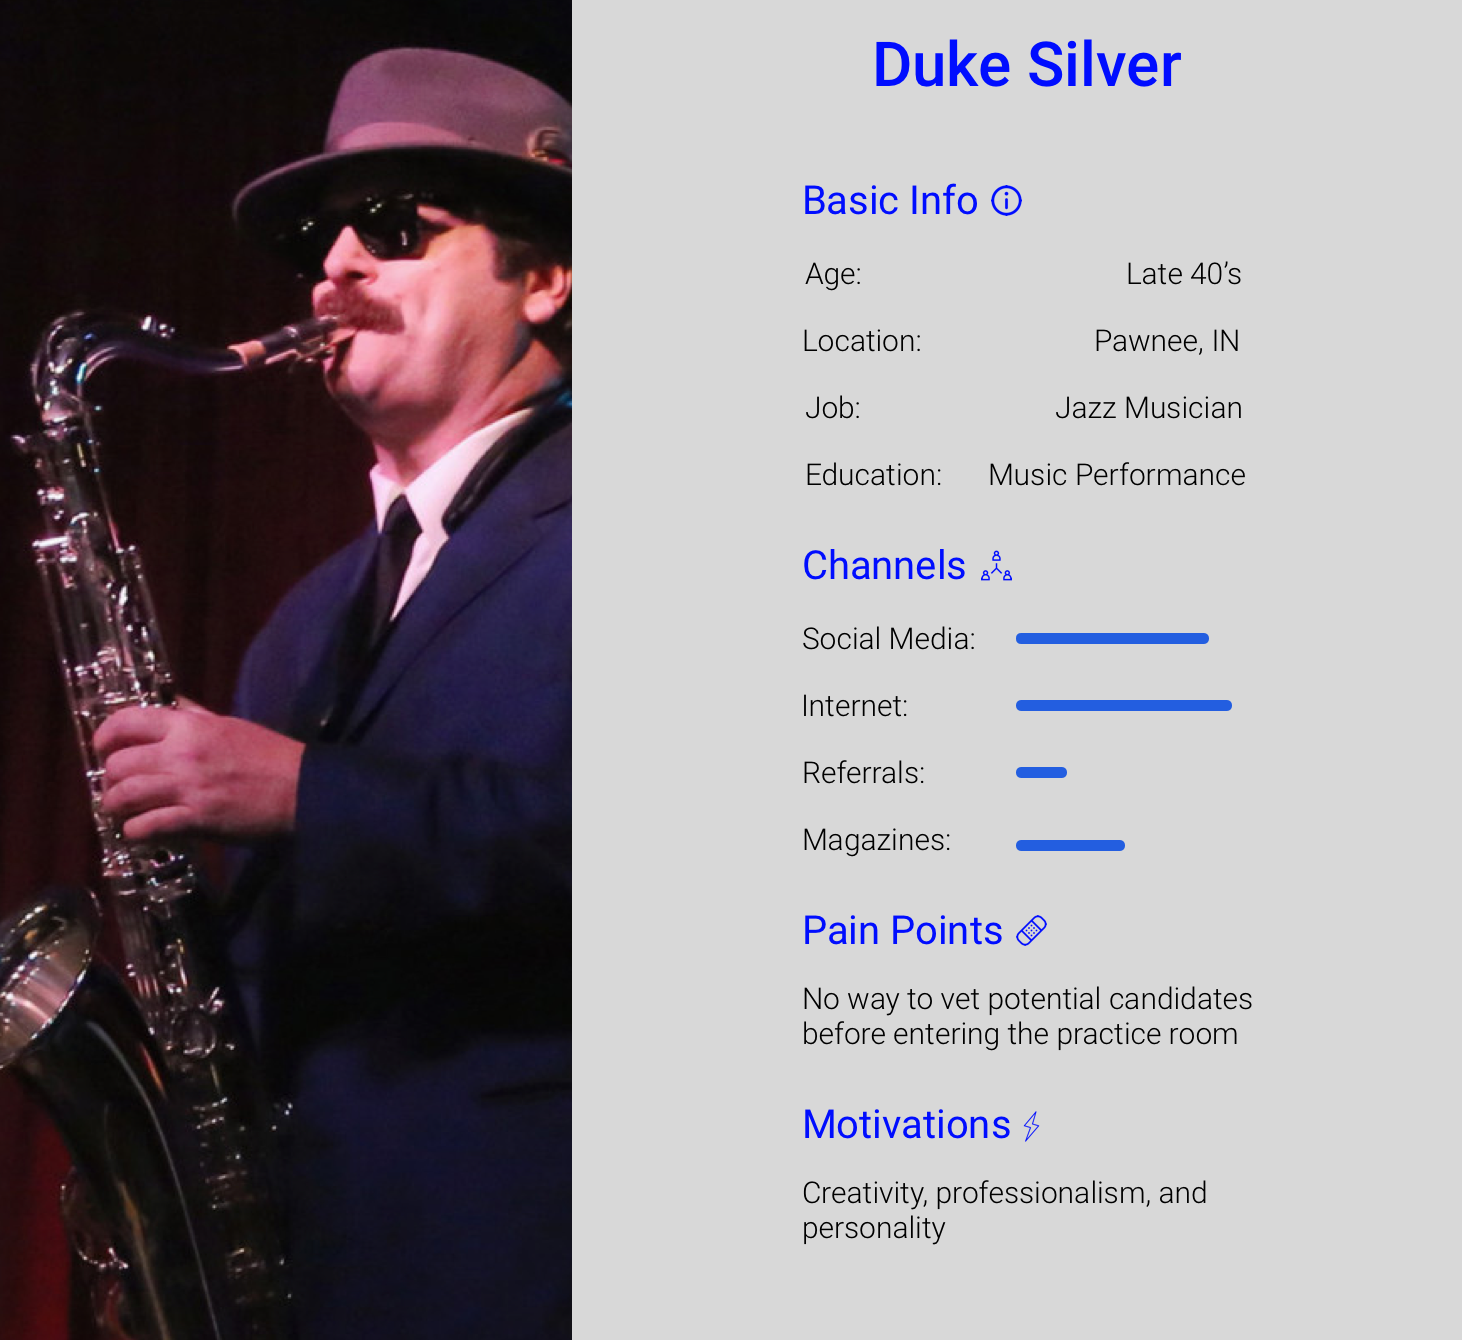 Duke Silver
Basic Info
Age: Late 40’s
Location: Pawnee, IN
Job: Jazz Musician
Education: Music Performance
Channels
Social Media:
Internet:
Referrals:
Magazines:
Pain Points
No way to vet potential candidates
before entering the practice room
Motivations
Creativity, professionalism, and
personality